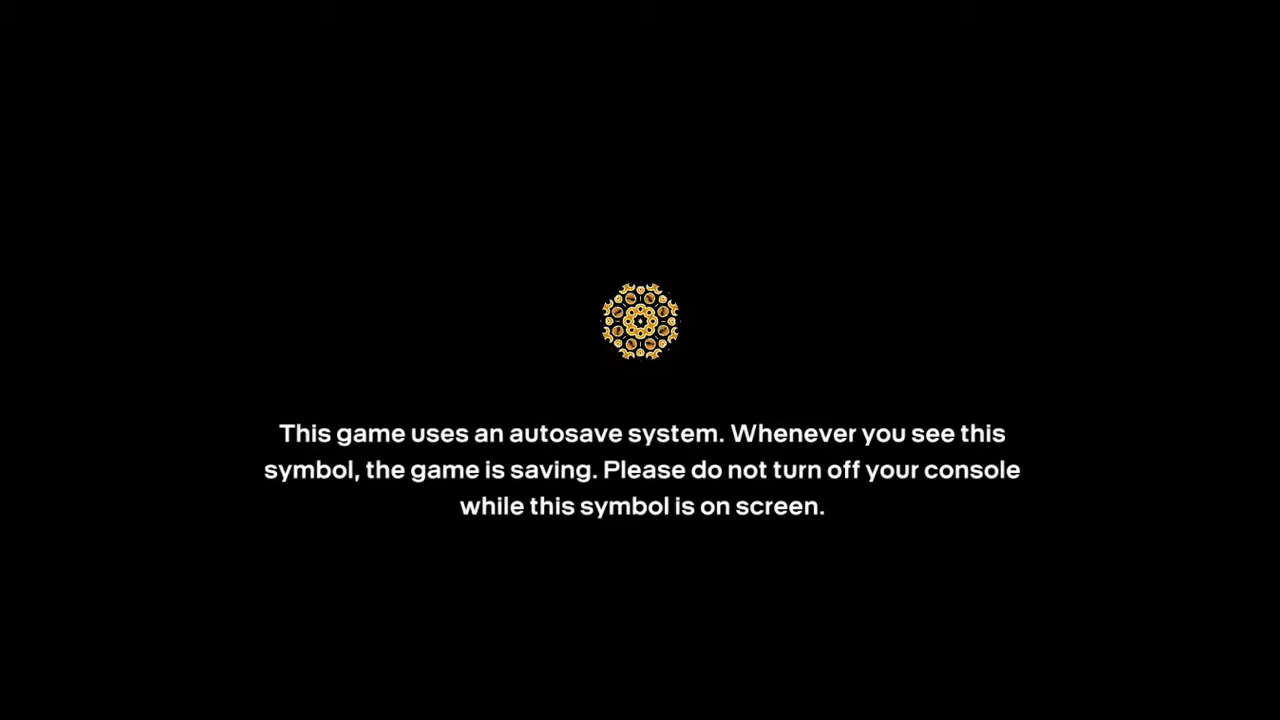 This game uses an autosave system. Whenever you see this
symbol, the game is saving. Please do not turn off your console
while this symbol is on screen.